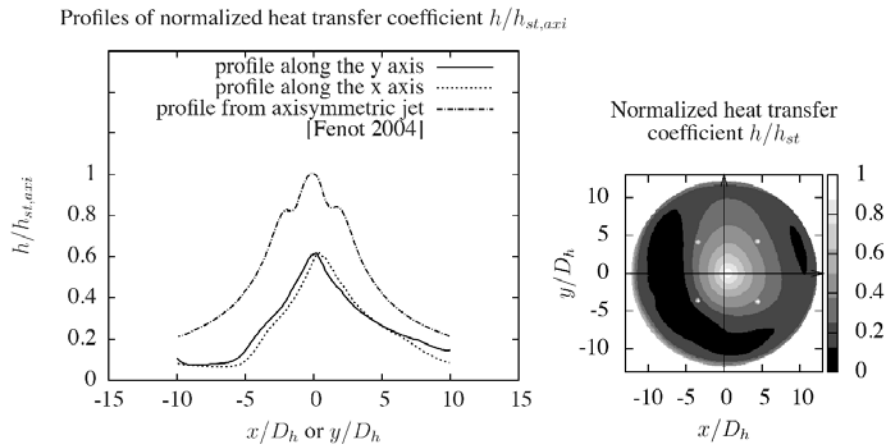 Profiles of normalized heat transfer coefficient h/h_{st,axi}
profile along the y axis
profile along the x axis
profile from axisymmetric jet
[Fenot 2004]
h/h_{st,axi}
1
0.8
0.6
0.4
0.2
0
-15 -10 -5 0 5 10 15
x/D_h or y/D_h
Normalized heat transfer
coefficient h/h_{st}
y/D_h
10
5
0
-5
-10
-10 -5 0 5 10
x/D_h
1
0.8
0.6
0.4
0.2
0